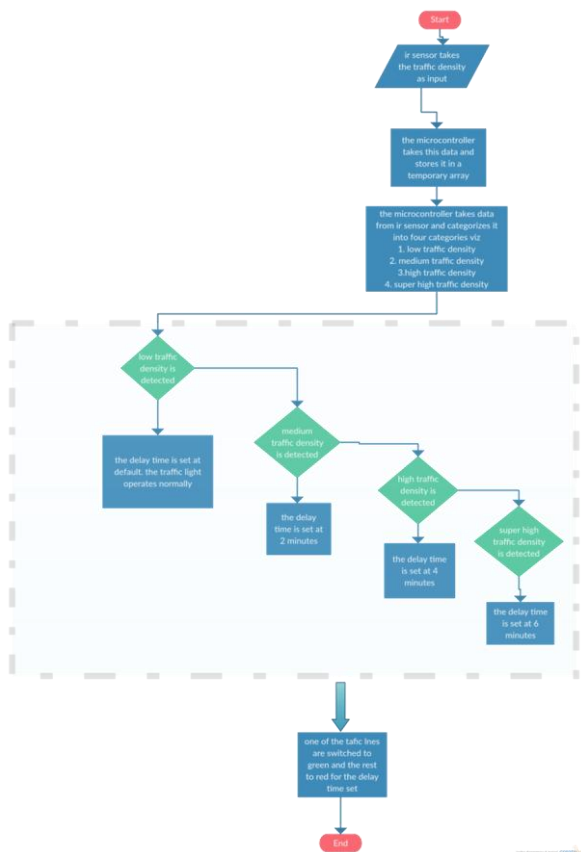 Start
ir sensor takes
the traffic density
as input
the microcontroller
takes this data and
stores it in a
temporary array
the microcontroller takes data
from ir sensor and categorizes it
into four categories viz
1. low traffic density
2. medium traffic density
3.high traffic density
4. super high traffic density
low traffic
density is
detected
the delay time is set at
default. the traffic light
operates normally
medium
traffic density
is detected
the delay
time is set at
2 minutes
high traffic
density is
detected
the delay time
is set at 4
minutes
super high
traffic density
is detected
the delay time
is set at 6
minutes
one of the tafic lnes
are switched to
green and the rest
to red for the delay
time set
End